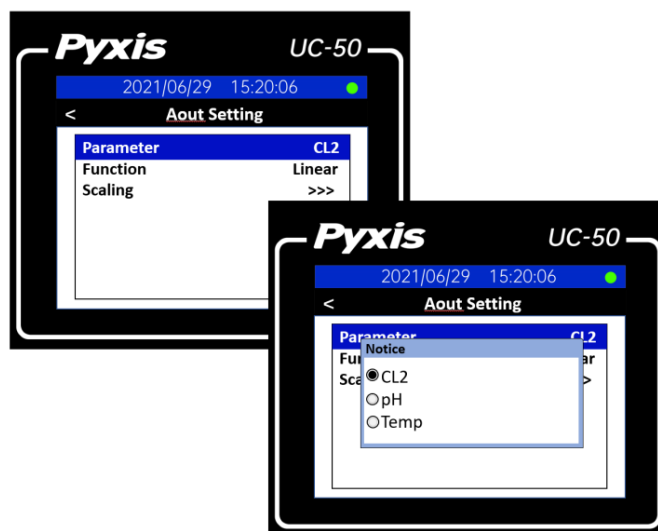 Pyxis UC-50
2021/06/29 15:20:06
< Aout Setting
Parameter CL2
Function Linear
Scaling >>>
Pyxis UC-50
2021/06/29 15:20:06
< Aout Setting
Parameter CL2
Notice
CL2
pH
Temp